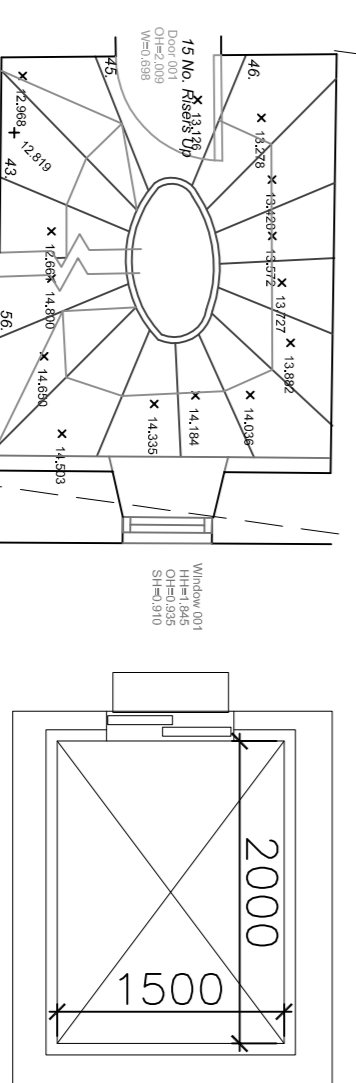 15 No. Risers Up
Door 001
OH=2.009
W=0.698
45.
46.
13.126
13.278
13.420
13.572
13.727
13.882
12.968
12.819
43.
14.800
56.
14.650
14.503
14.335
14.184
14.036
Window 001
HH=1.845
OH=0.935
SH=0.910
2000
1500